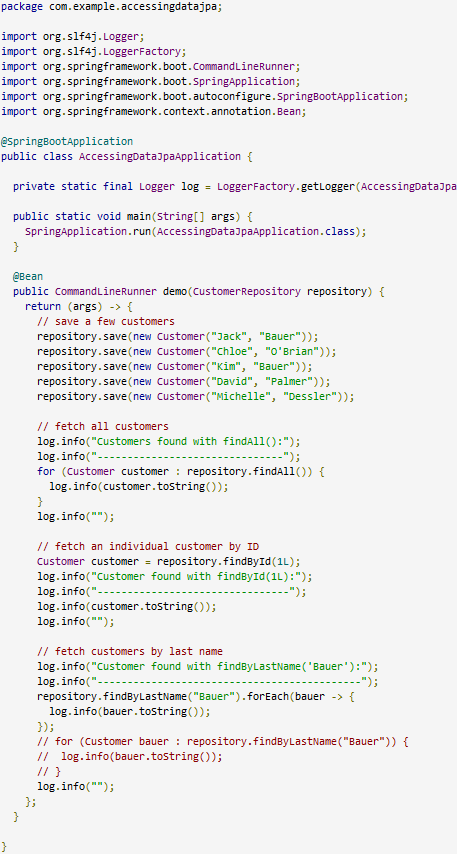 package com.example.accessingdatajpa;

import org.slf4j.Logger;
import org.slf4j.LoggerFactory;
import org.springframework.boot.CommandLineRunner;
import org.springframework.boot.SpringApplication;
import org.springframework.boot.autoconfigure.SpringBootApplication;
import org.springframework.context.annotation.Bean;

@SpringBootApplication
public class AccessingDataJpaApplication {

  private static final Logger log = LoggerFactory.getLogger(AccessingDataJpa

  public static void main(String[] args) {
    SpringApplication.run(AccessingDataJpaApplication.class);
  }

  @Bean
  public CommandLineRunner demo(CustomerRepository repository) {
    return (args) -> {
      // save a few customers
      repository.save(new Customer("Jack", "Bauer"));
      repository.save(new Customer("Chloe", "O'Brian"));
      repository.save(new Customer("Kim", "Bauer"));
      repository.save(new Customer("David", "Palmer"));
      repository.save(new Customer("Michelle", "Dessler"));

      // fetch all customers
      log.info("Customers found with findAll():");
      log.info("-------------------------------");
      for (Customer customer : repository.findAll()) {
        log.info(customer.toString());
      }
      log.info("");

      // fetch an individual customer by ID
      Customer customer = repository.findById(1L);
      log.info("Customer found with findById(1L):");
      log.info("--------------------------------");
      log.info(customer.toString());
      log.info("");

      // fetch customers by last name
      log.info("Customer found with findByLastName('Bauer'):");
      log.info("--------------------------------------------");
      repository.findByLastName("Bauer").forEach(bauer -> {
        log.info(bauer.toString());
      });
      // for (Customer bauer : repository.findByLastName("Bauer")) {
      //  log.info(bauer.toString());
      // }
      log.info("");
    };
  }

}